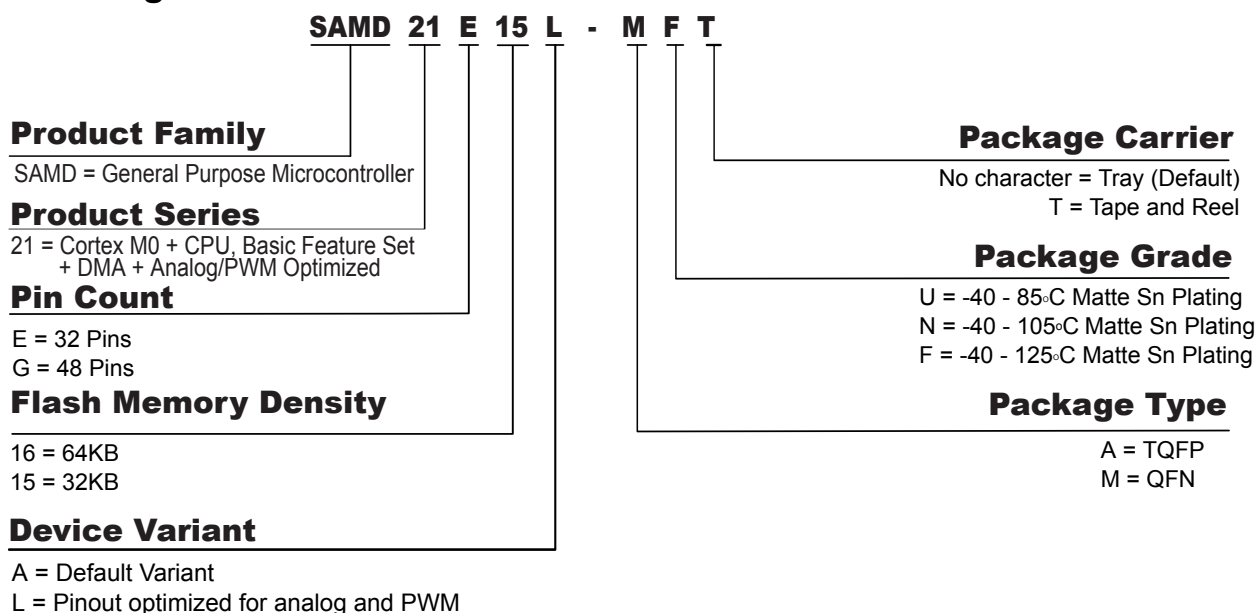 SAMD 21 E 15 L - M F T
Product Family
SAMD = General Purpose Microcontroller
Product Series
21 = Cortex M0 + CPU, Basic Feature Set
+ DMA + Analog/PWM Optimized
Pin Count
E = 32 Pins
G = 48 Pins
Flash Memory Density
16 = 64KB
15 = 32KB
Device Variant
A = Default Variant
L = Pinout optimized for analog and PWM
Package Carrier
No character = Tray (Default)
T = Tape and Reel
Package Grade
U = -40 - 85◦C Matte Sn Plating
N = -40 - 105◦C Matte Sn Plating
F = -40 - 125◦C Matte Sn Plating
Package Type
A = TQFP
M = QFN